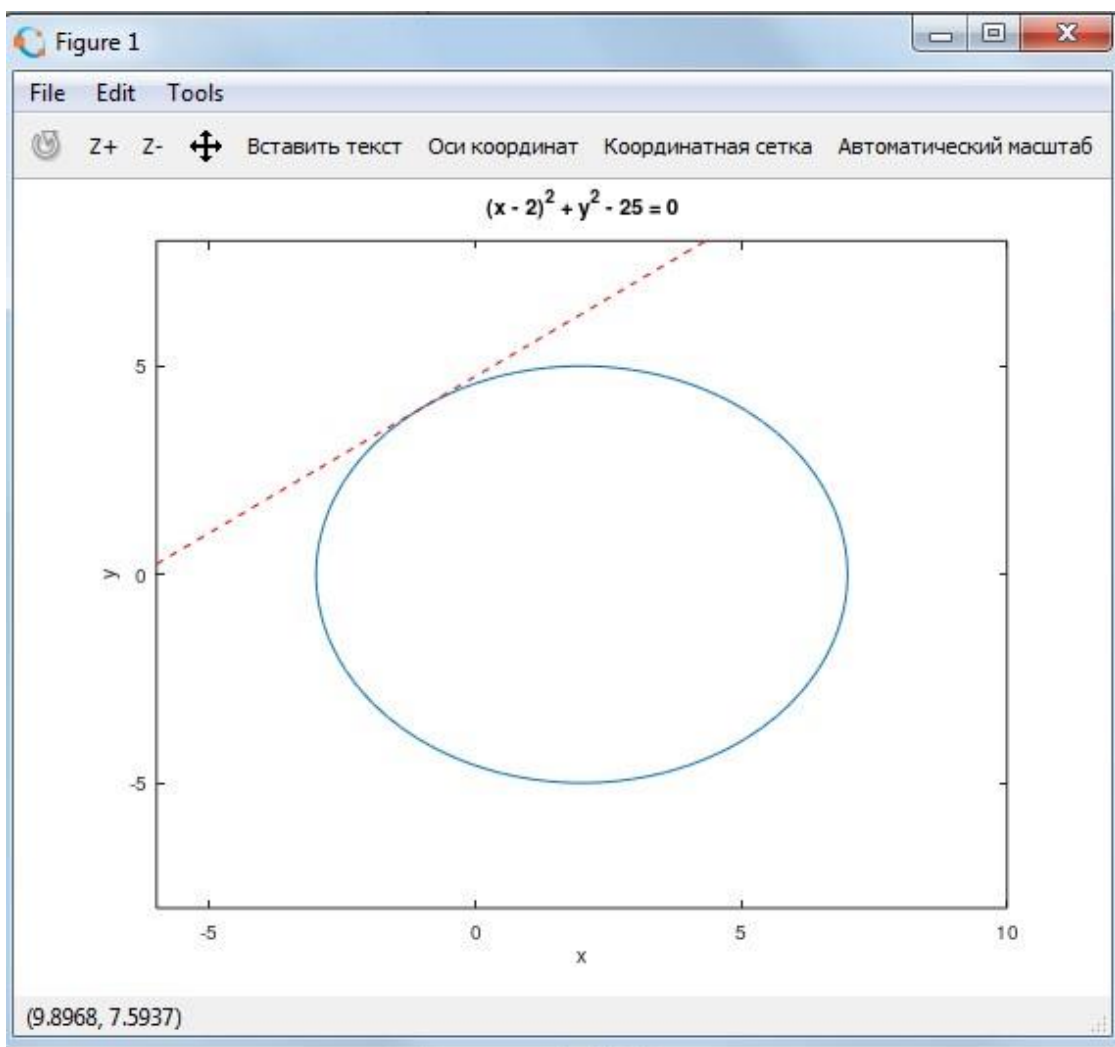 Figure 1
File Edit Tools
Z+ Z- Вставить текст Оси координат Координатная сетка Автоматический масштаб
(x - 2)² + y² - 25 = 0
5
y 0
-5
-5 0 5 10
x
(9.8968, 7.5937)